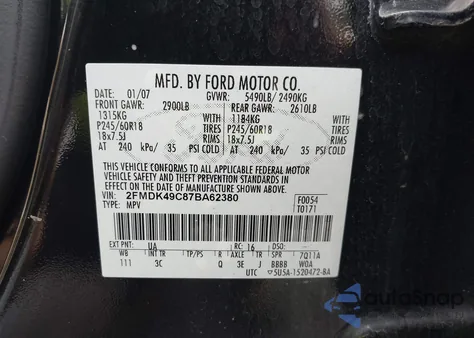 MFD. BY FORD MOTOR CO.
01/07 GVWR: 5490LB/ 2490KG
FRONT GAWR: 2900LB REAR GAWR: 2610LB
1315KG 1184KG
P245/60R18 TIRES P245/60R18 TIRES
18x7.5J RIMS 18x7.5J RIMS
AT 240 kPa/ 35 PSI AT 240 kPa/ 35
THIS VEHICLE CONFORMS TO ALL APPLICABLE FEDERAL MOTOR
VEHICLE SAFETY AND THEFT PREVENTION STANDARDS IN
EFFECT ON THE DATE OF MANUFACTURE SHOWN ABOVE.
VIN: 2FMDK49C87BA62380
TYPE: MPV
F0054
T0171
EXT PNT: UA RC: 16 DSO:
WB INT TR TP/PS R AXLE TR SPR 7Q11A
111 3C Q 3E J BBBB W0A
UTC 5U5A-1520472-BA
AutoSnap